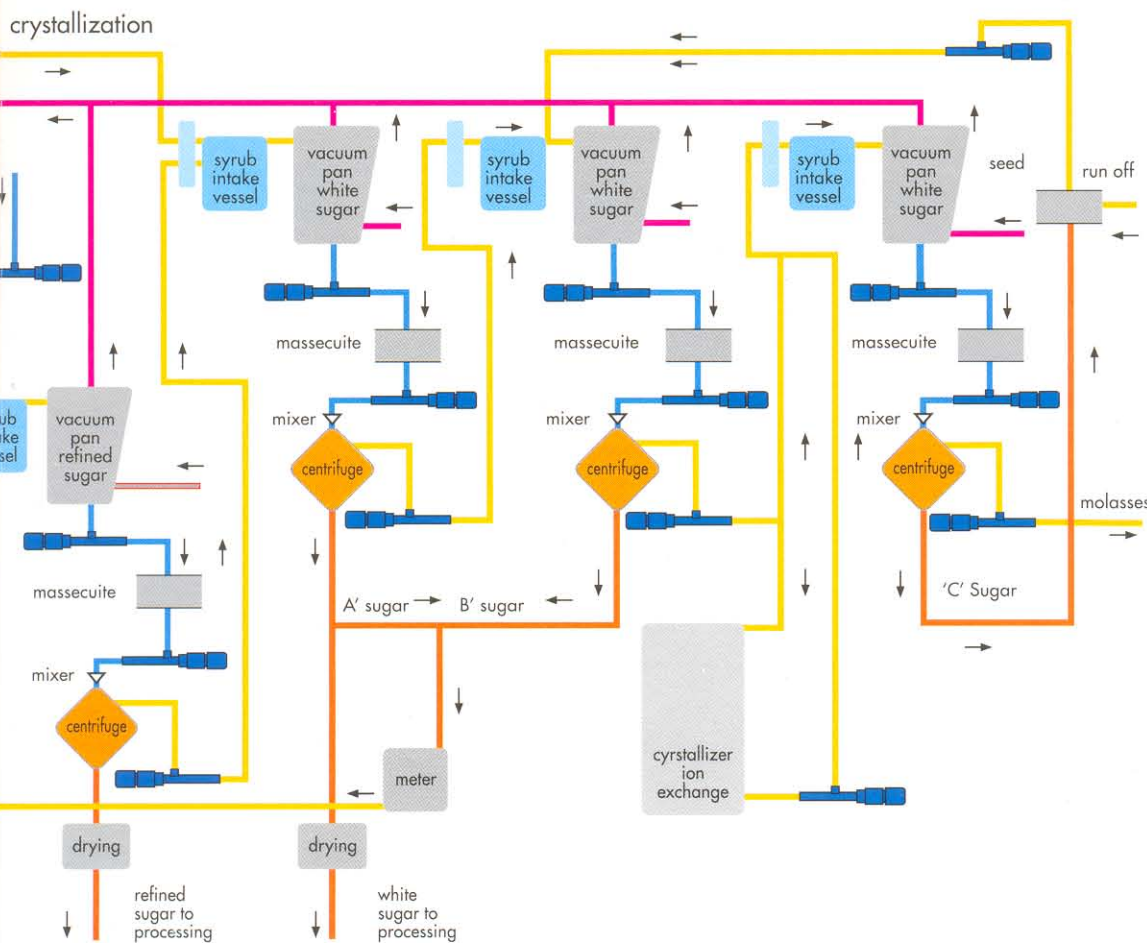 crystallization
syrub
intake
vessel
vacuum
pan
white
sugar
syrub
intake
vessel
vacuum
pan
white
sugar
syrub
intake
vessel
vacuum
pan
white
sugar
seed
run off
massecuite
massecuite
massecuite
mixer
mixer
mixer
centrifuge
centrifuge
centrifuge
ub
ke
sel
vacuum
pan
refined
sugar
molasses
massecuite
A' sugar
B' sugar
'C' Sugar
mixer
centrifuge
meter
cyrstallizer
ion
exchange
drying
drying
refined
sugar to
processing
white
sugar to
processing